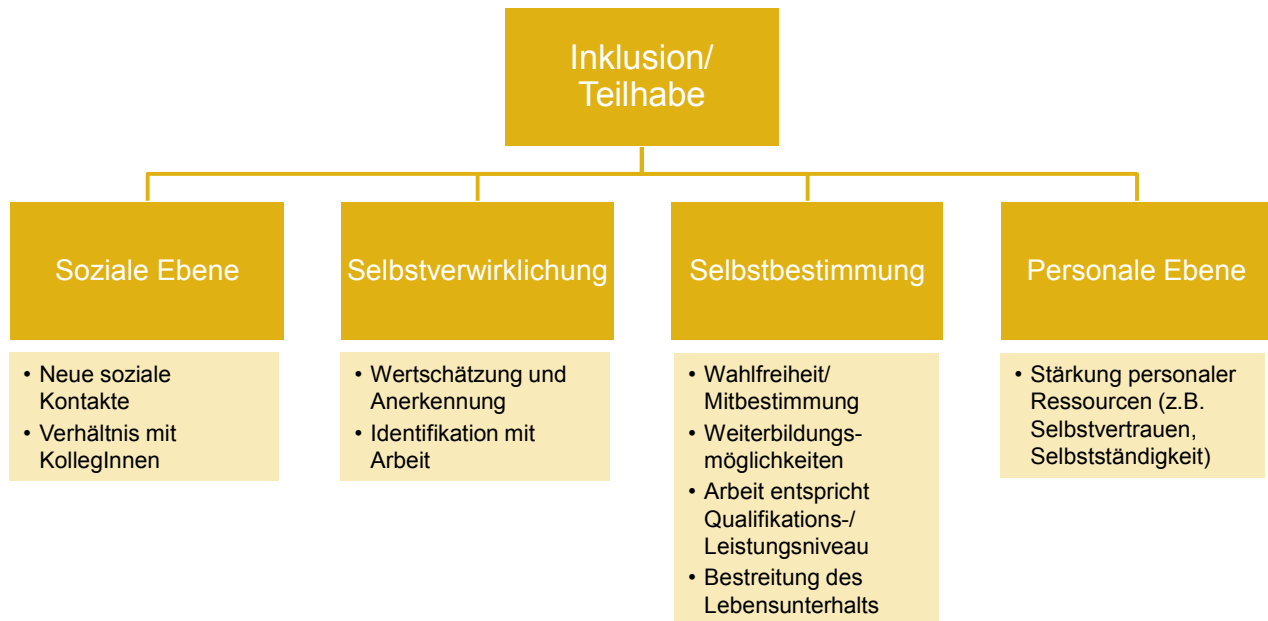 Inklusion/
Teilhabe
Soziale Ebene
• Neue soziale
Kontakte
• Verhältnis mit
KollegInnen
Selbstverwirklichung
• Wertschätzung und
Anerkennung
• Identifikation mit
Arbeit
Selbstbestimmung
• Wahlfreiheit/
Mitbestimmung
• Weiterbildungs-
möglichkeiten
• Arbeit entspricht
Qualifikations-/
Leistungsniveau
• Bestreitung des
Lebensunterhalts
Personale Ebene
• Stärkung personaler
Ressourcen (z.B.
Selbstvertrauen,
Selbstständigkeit)